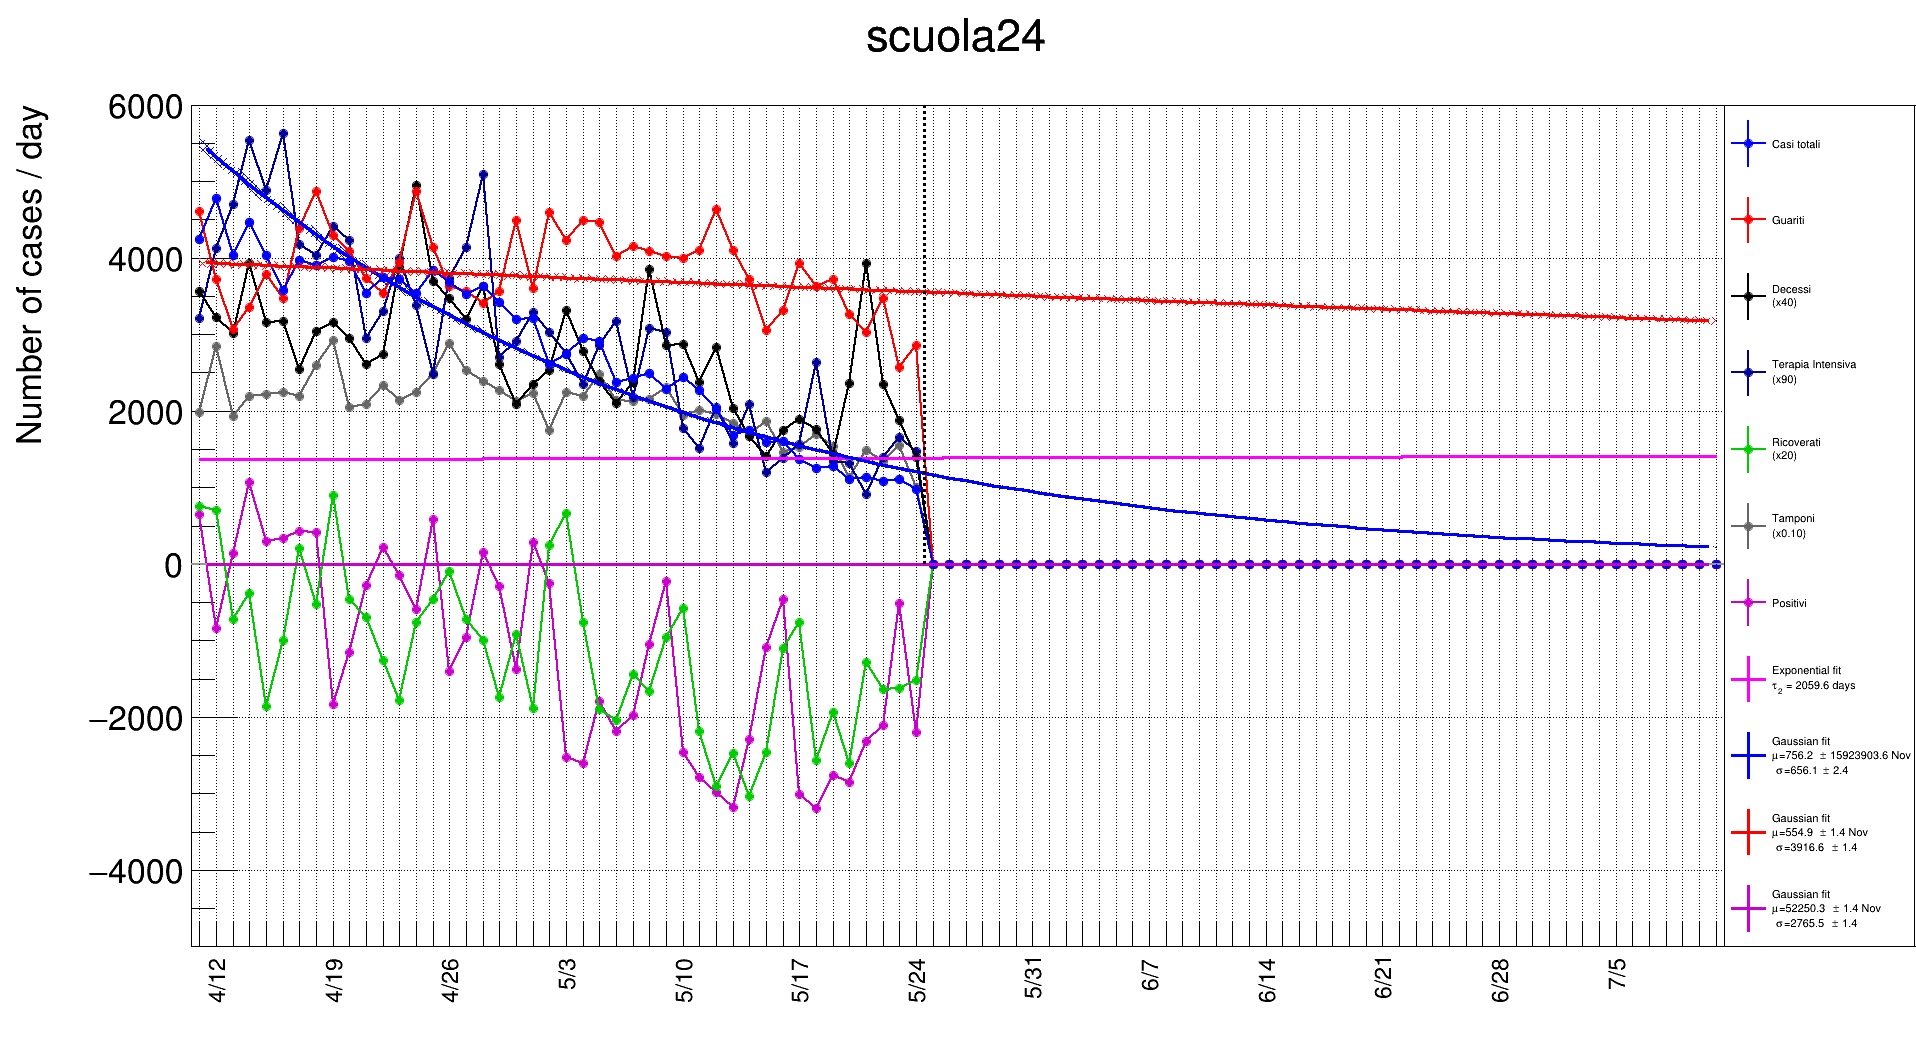 scuola24
Number of cases / day
6000
4000
2000
0
−2000
−4000
4/12
4/19
4/26
5/3
5/10
5/17
5/24
5/31
6/7
6/14
6/21
6/28
7/5
Casi totali
Guariti
Decessi
(x40)
Terapia Intensiva
(x90)
Ricoverati
(x20)
Tamponi
(x0.10)
Positivi
Exponential fit
τ2 = 2059.6 days
Gaussian fit
μ=756.2 ± 15923903.6 Nov
σ=656.1 ± 2.4
Gaussian fit
μ=554.9 ± 1.4 Nov
σ=3916.6 ± 1.4
Gaussian fit
μ=52250.3 ± 1.4 Nov
σ=2765.5 ± 1.4